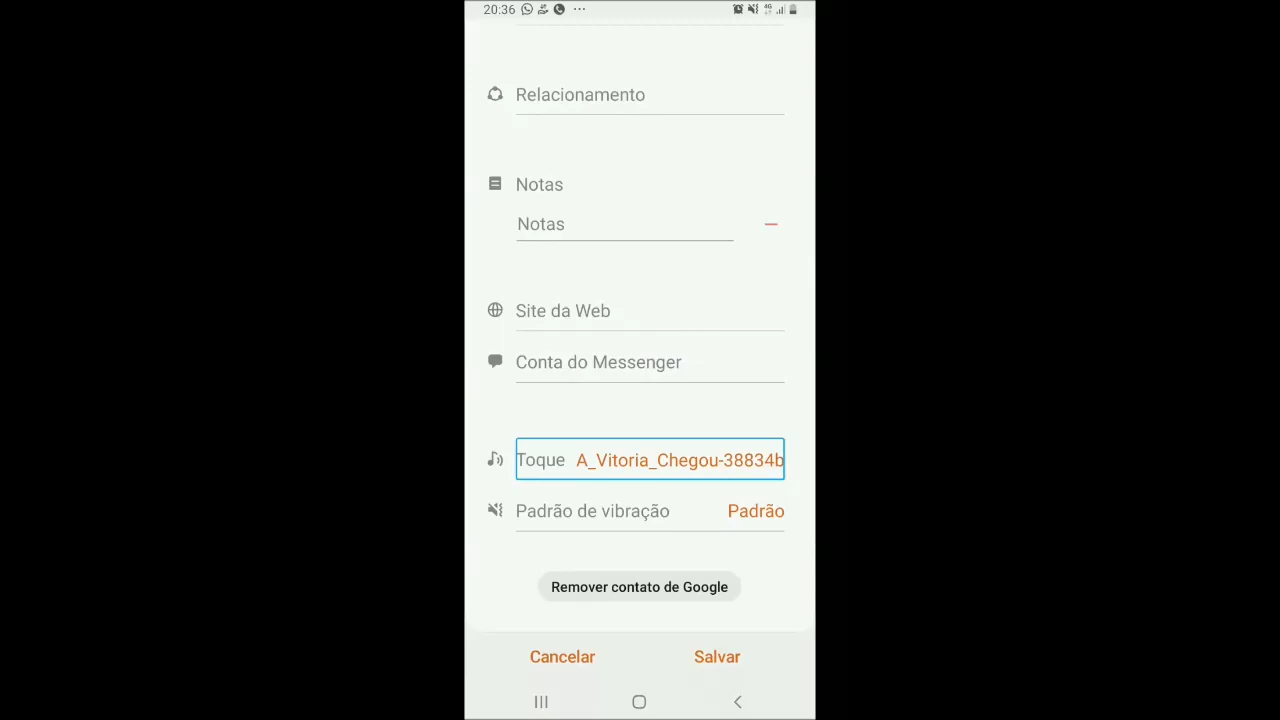 20:36
4G
Relacionamento
Notas
Notas
Site da Web
Conta do Messenger
Toque A_Vitoria_Chegou-38834b
Padrão de vibração Padrão
Remover contato de Google
Cancelar Salvar